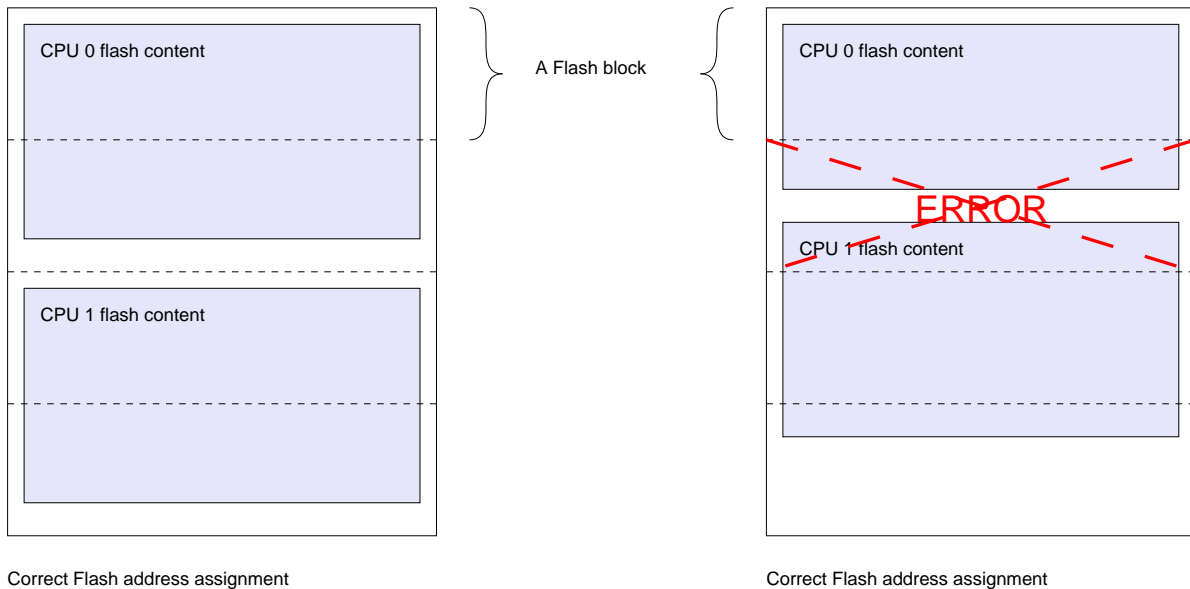 CPU 0 flash content
A Flash block
CPU 0 flash content
ERROR
CPU 1 flash content
CPU 1 flash content
Correct Flash address assignment
Correct Flash address assignment